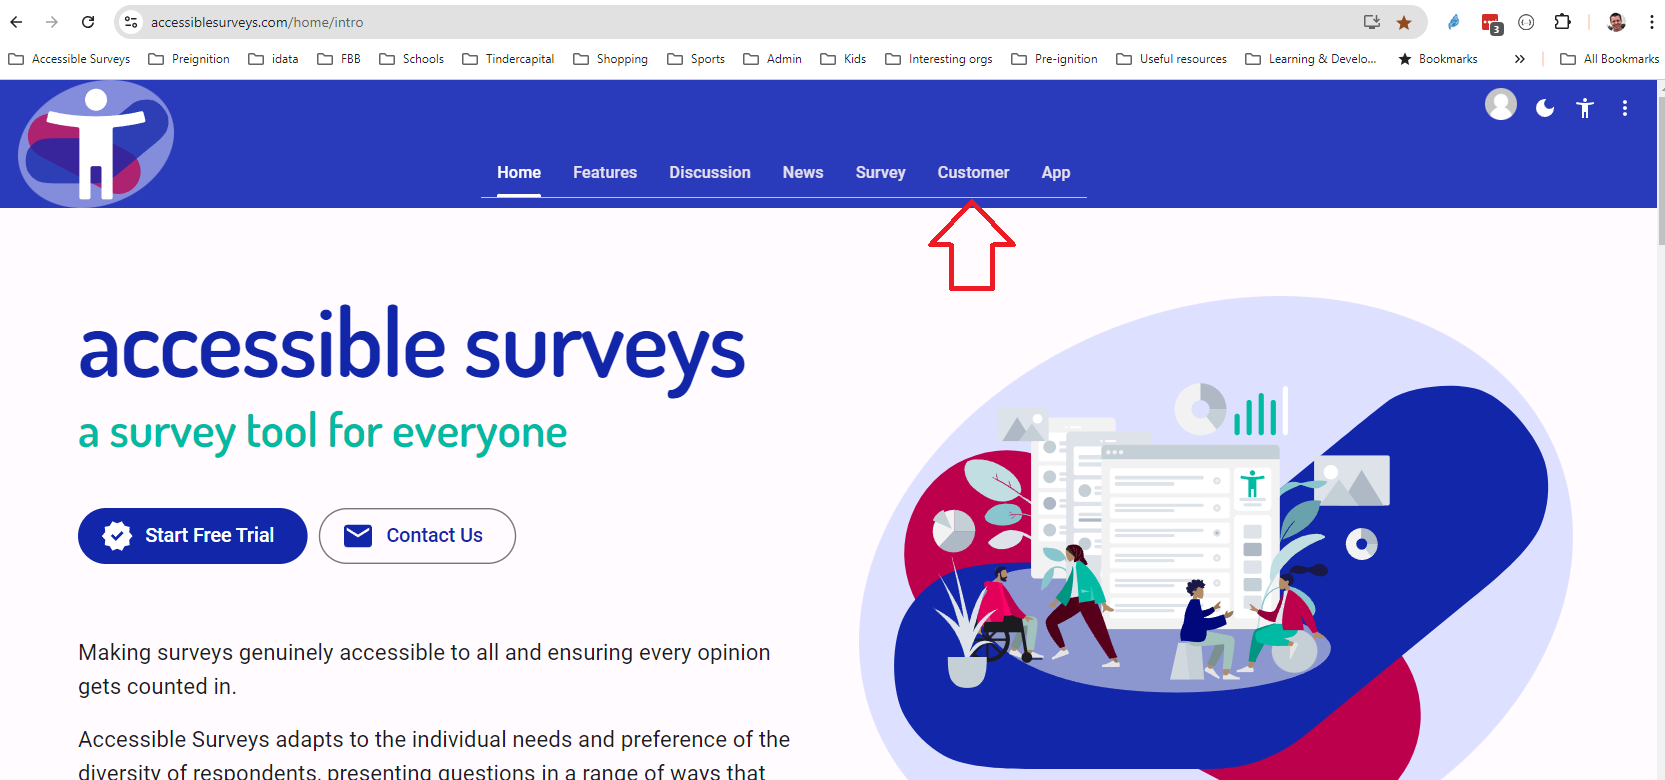 accessiblesurveys.com/home/intro
3
Accessible Surveys Preignition idata FBB Schools Tindercapital Shopping Sports Admin Kids Interesting orgs Pre-ignition Useful resources Learning & Develo... Bookmarks » All Bookmarks
Home Features Discussion News Survey Customer App
accessible surveys
a survey tool for everyone
Start Free Trial Contact Us
Making surveys genuinely accessible to all and ensuring every opinion
gets counted in.
Accessible Surveys adapts to the individual needs and preference of the
diversity of respondents, presenting questions in a range of ways that